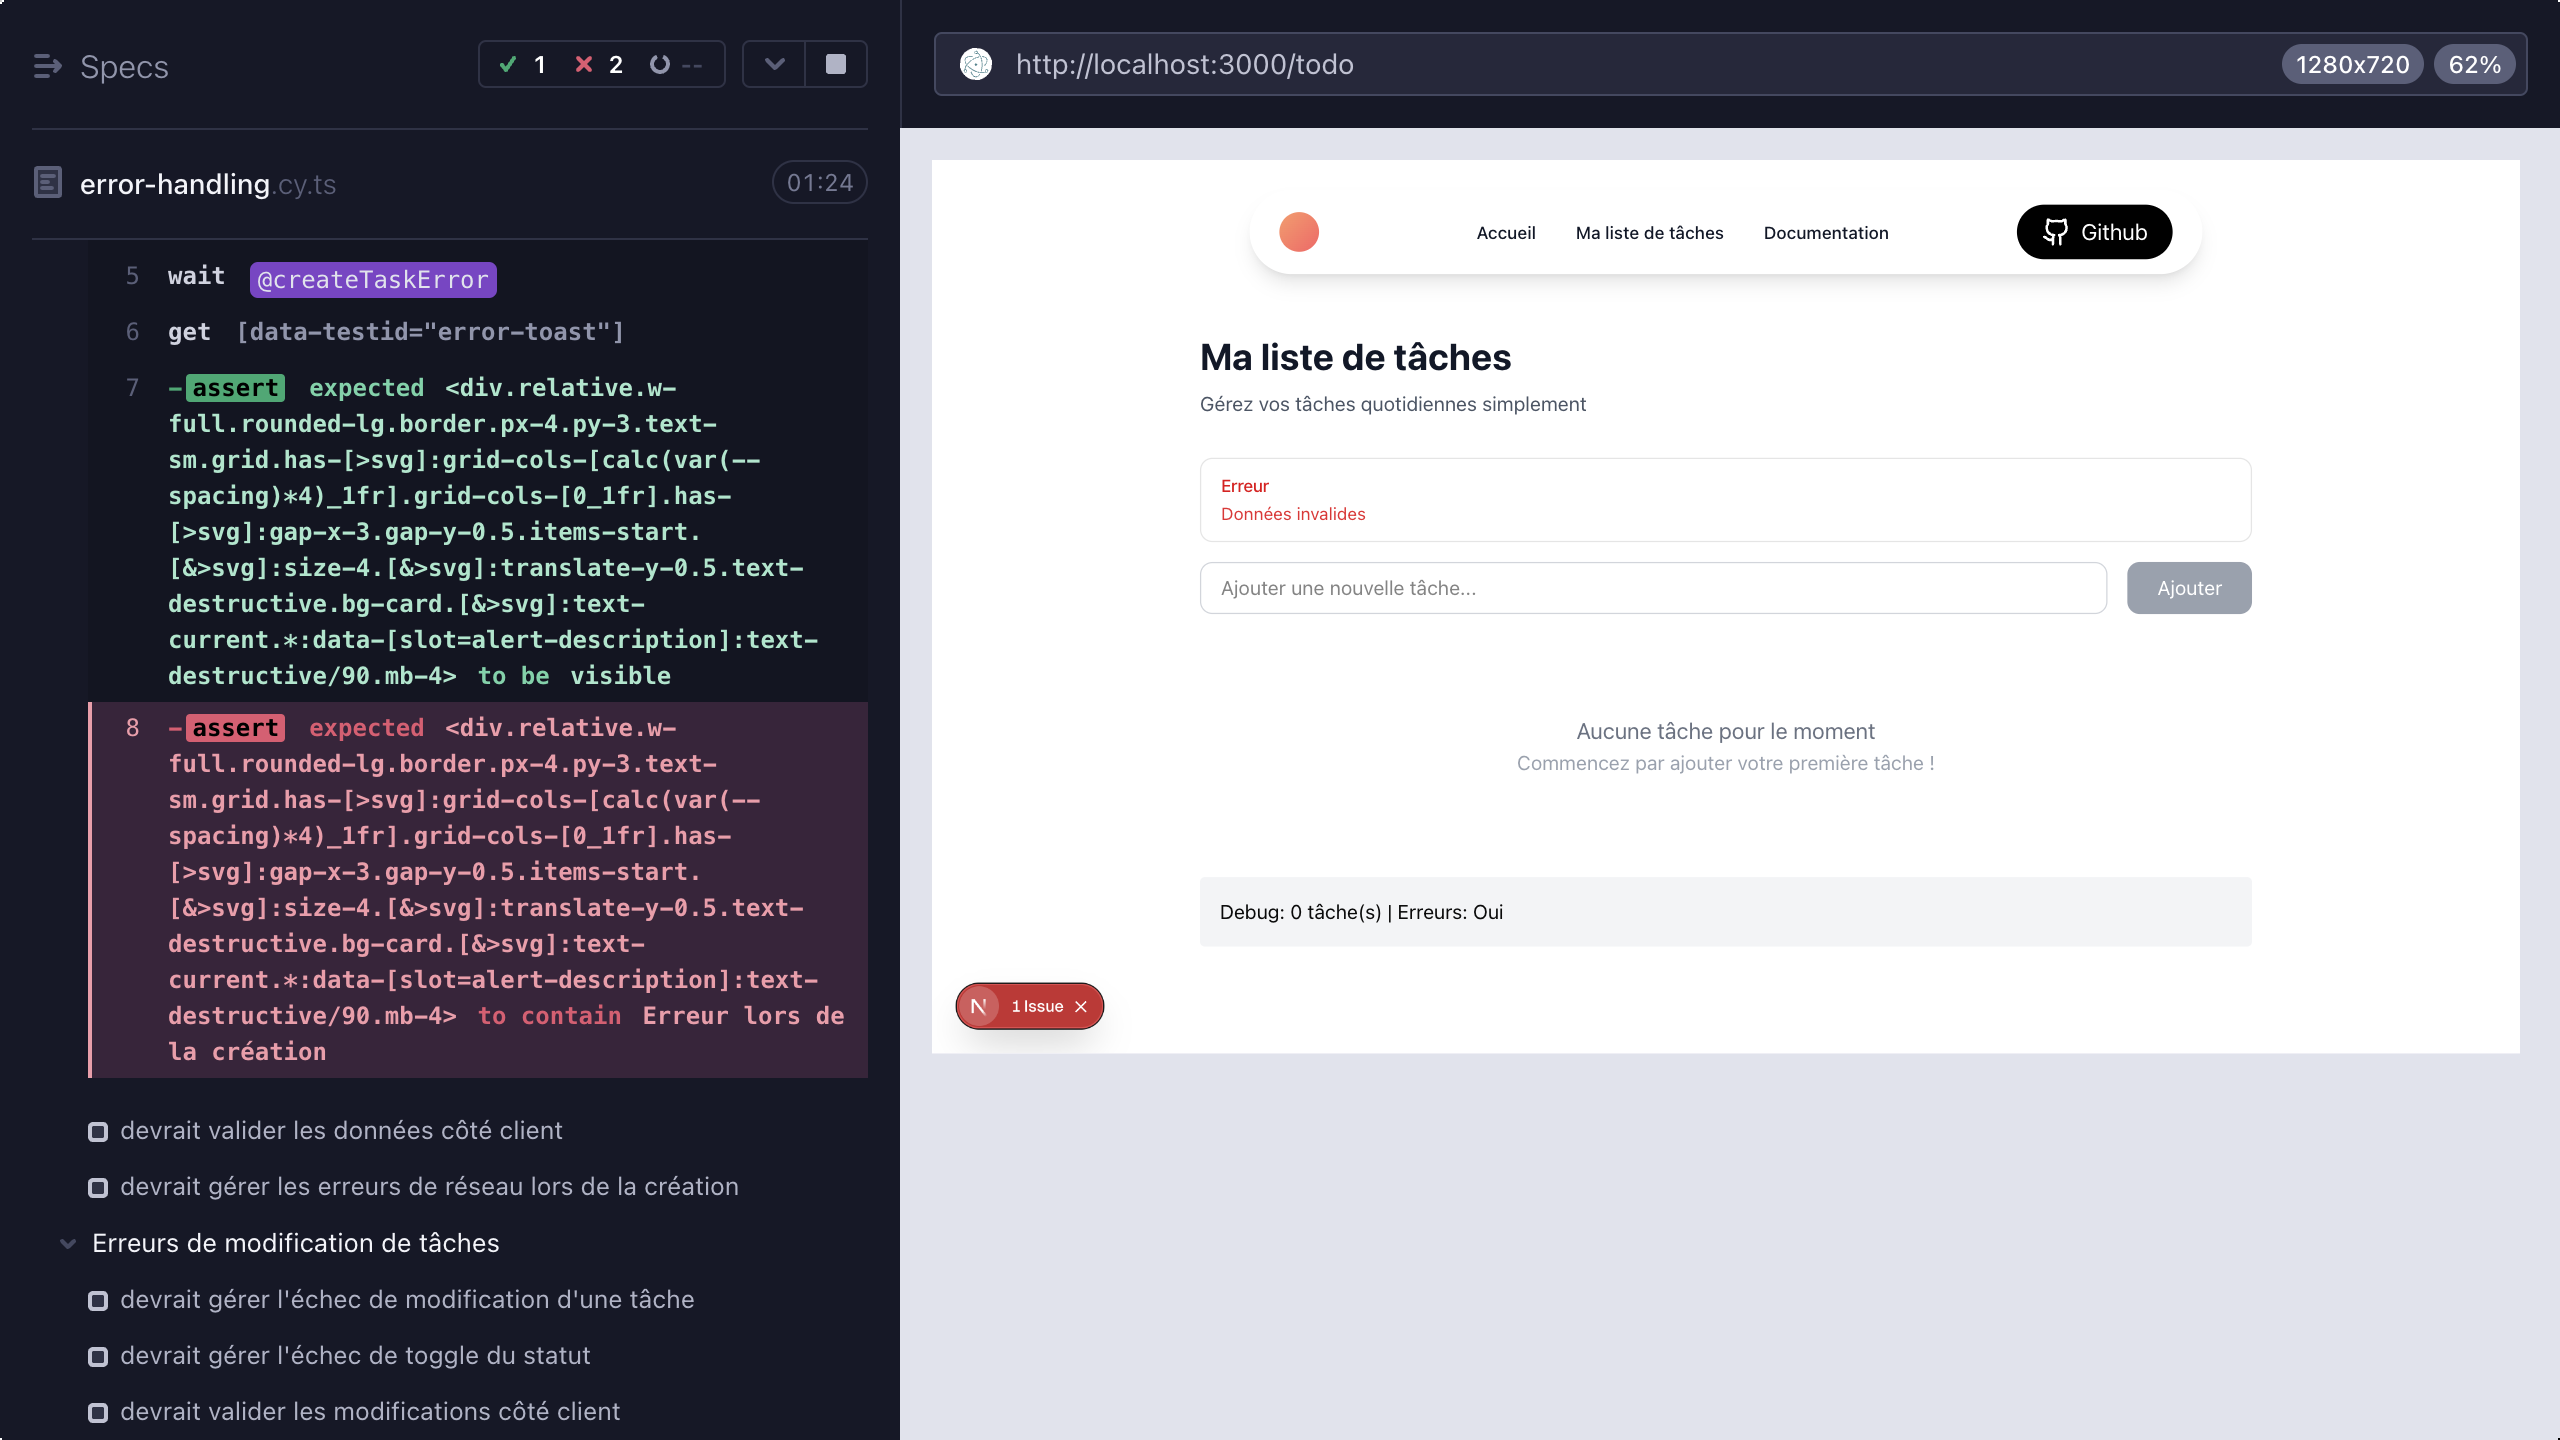 Specs
1
2
--
error-handling.cy.ts
01:24
5 wait @createTaskError
6 get [data-testid="error-toast"]
7 -assert expected <div.relative.w-
full.rounded-lg.border.px-4.py-3.text-
sm.grid.has-[>svg]:grid-cols-[calc(var(--
spacing)*4)_1fr].grid-cols-[0_1fr].has-
[>svg]:gap-x-3.gap-y-0.5.items-start.
[&>svg]:size-4.[&>svg]:translate-y-0.5.text-
destructive.bg-card.[&>svg]:text-
current.*:data-[slot=alert-description]:text-
destructive/90.mb-4> to be visible
8 -assert expected <div.relative.w-
full.rounded-lg.border.px-4.py-3.text-
sm.grid.has-[>svg]:grid-cols-[calc(var(--
spacing)*4)_1fr].grid-cols-[0_1fr].has-
[>svg]:gap-x-3.gap-y-0.5.items-start.
[&>svg]:size-4.[&>svg]:translate-y-0.5.text-
destructive.bg-card.[&>svg]:text-
current.*:data-[slot=alert-description]:text-
destructive/90.mb-4> to contain Erreur lors de
la création
devrait valider les données côté client
devrait gérer les erreurs de réseau lors de la création
Erreurs de modification de tâches
devrait gérer l'échec de modification d'une tâche
devrait gérer l'échec de toggle du statut
devrait valider les modifications côté client
http://localhost:3000/todo
1280x720
62%
Accueil
Ma liste de tâches
Documentation
Github
Ma liste de tâches
Gérez vos tâches quotidiennes simplement
Erreur
Données invalides
Ajouter une nouvelle tâche...
Ajouter
Aucune tâche pour le moment
Commencez par ajouter votre première tâche !
Debug: 0 tâche(s) | Erreurs: Oui
N 1 Issue